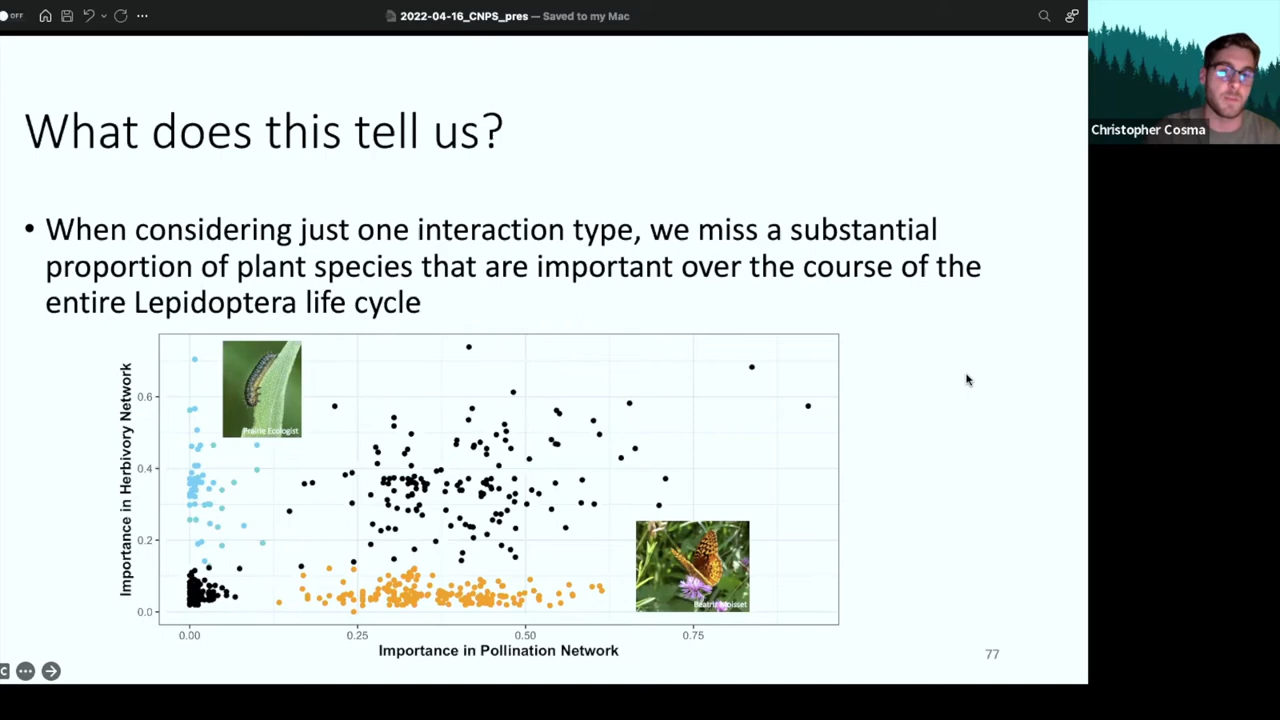 OFF
2022-04-16_CNPS_pres — Saved to my Mac
Christopher Cosma
What does this tell us?
• When considering just one interaction type, we miss a substantial
proportion of plant species that are important over the course of the
entire Lepidoptera life cycle
Importance in Herbivory Network
0.6
0.4
0.2
0.0
Prairie Ecologist
Beatriz Moisset
0.00
0.25
0.50
0.75
Importance in Pollination Network
77